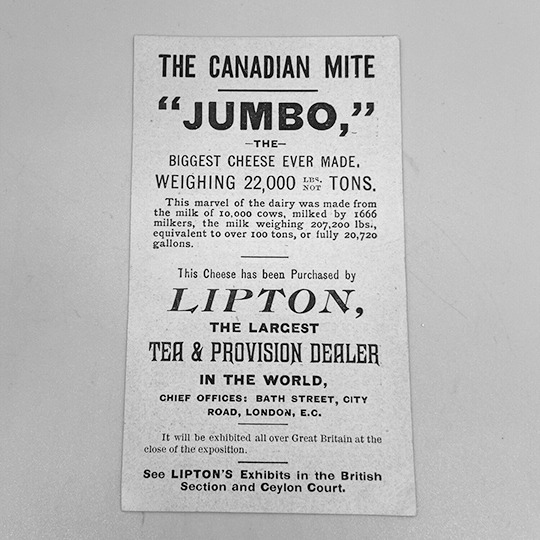 THE CANADIAN MITE
“JUMBO,”
—THE—
BIGGEST CHEESE EVER MADE.
WEIGHING 22,000 LBS. NOT TONS.
This marvel of the dairy was made from
the milk of 10,000 cows, milked by 1666
milkers, the milk weighing 207,200 lbs.,
equivalent to over 100 tons, or fully 20,720
gallons.
This Cheese has been Purchased by
LIPTON,
THE LARGEST
TEA & PROVISION DEALER
IN THE WORLD,
CHIEF OFFICES: BATH STREET, CITY
ROAD, LONDON, E.C.
It will be exhibited all over Great Britain at the
close of the exposition.
See LIPTON'S Exhibits in the British
Section and Ceylon Court.